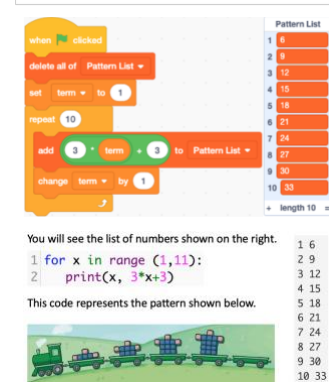 Pattern List
when clicked
delete all of Pattern List
set term to 1
repeat 10
add 3 * term + 3 to Pattern List
change term by 1
1 6
2 9
3 12
4 15
5 18
6 21
7 24
8 27
9 30
10 33
+ length 10 =
You will see the list of numbers shown on the right.
1 for x in range (1,11):
2 print(x, 3*x+3)
This code represents the pattern shown below.
1 6
2 9
3 12
4 15
5 18
6 21
7 24
8 27
9 30
10 33